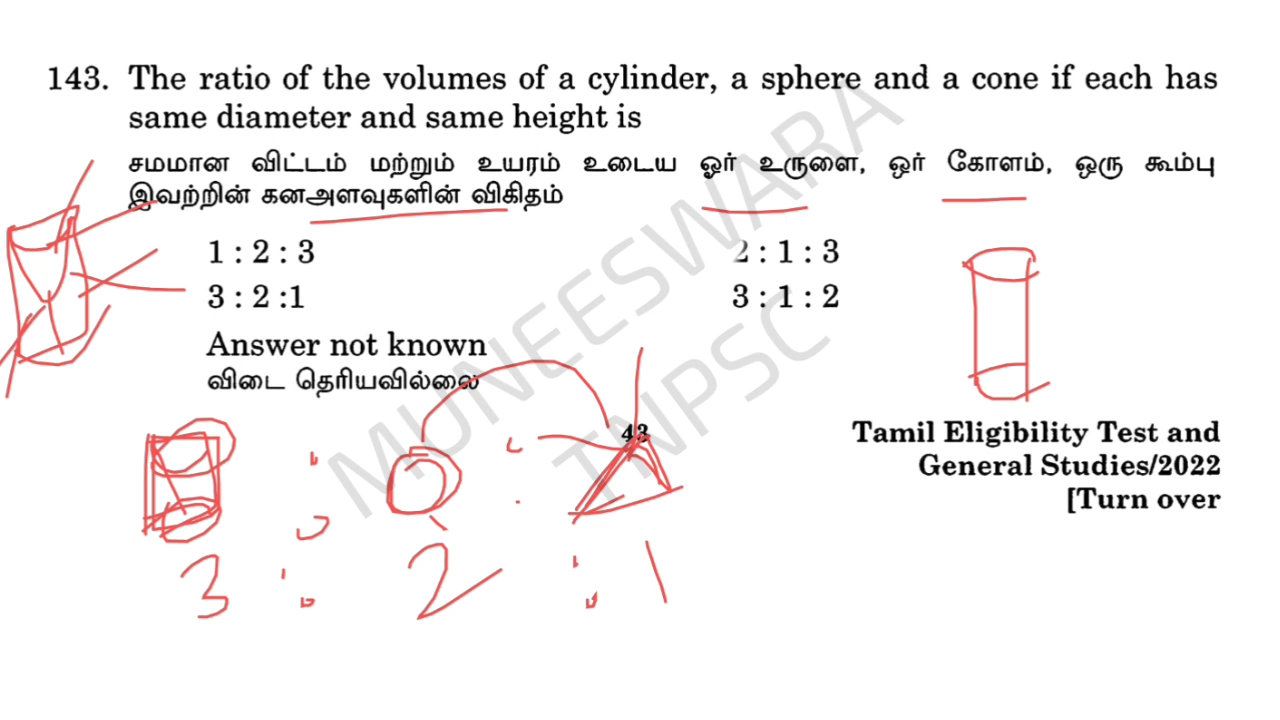 143. The ratio of the volumes of a cylinder, a sphere and a cone if each has
same diameter and same height is
சமமான விட்டம் மற்றும் உயரம் உடைய ஓர் உருளை, ஒர் கோளம், ஒரு கூம்பு
இவற்றின் கனஅளவுகளின் விகிதம்
1 : 2 : 3 2 : 1 : 3
3 : 2 :1 3 : 1 : 2
Answer not known
விடை தெரியவில்லை
MUNEESWARA
TNPSC
43
Tamil Eligibility Test and
General Studies/2022
[Turn over
3 : 2 : 1